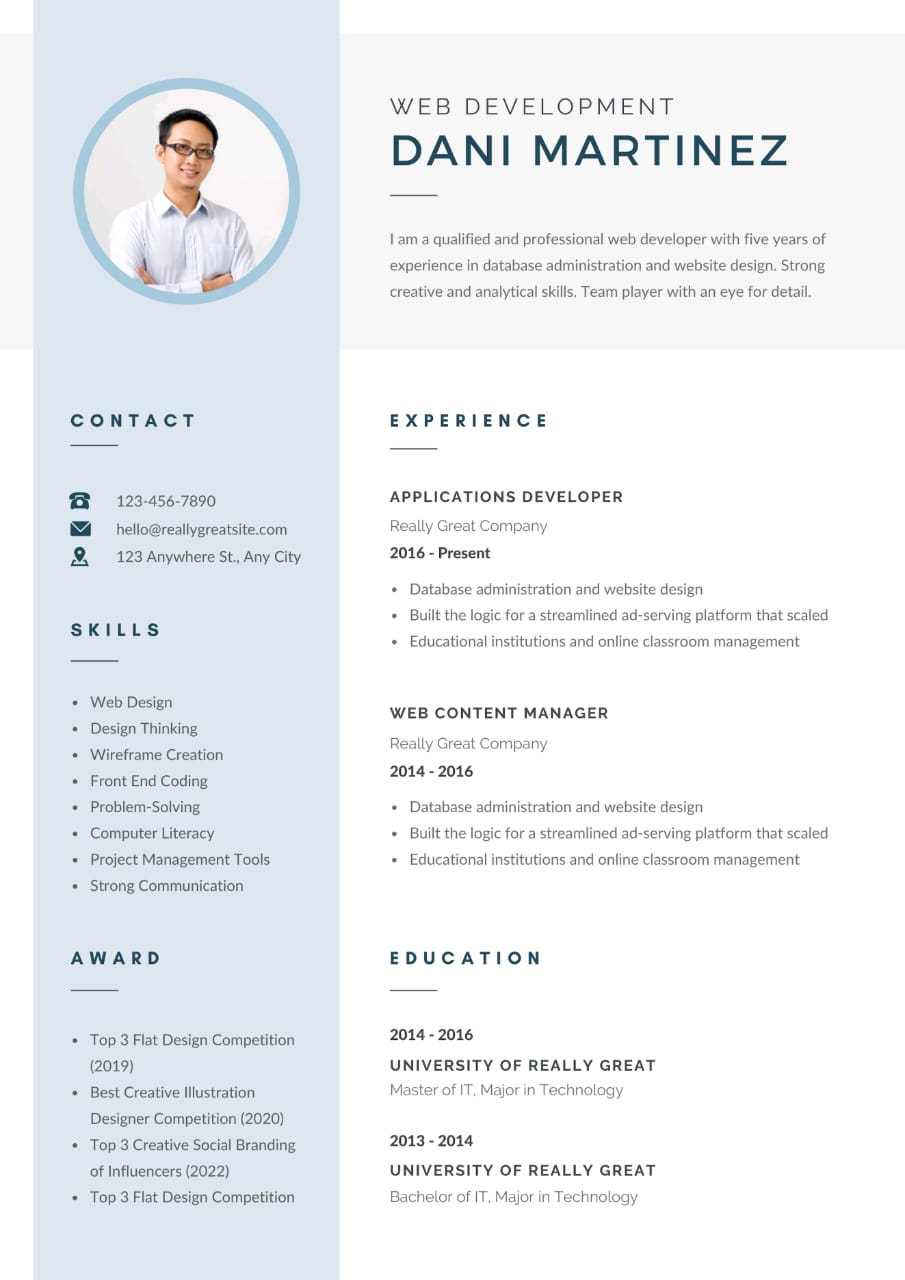 WEB DEVELOPMENT
DANI MARTINEZ
I am a qualified and professional web developer with five years of
experience in database administration and website design. Strong
creative and analytical skills. Team player with an eye for detail.
CONTACT
123-456-7890
hello@reallygreatsite.com
123 Anywhere St., Any City
SKILLS
• Web Design
• Design Thinking
• Wireframe Creation
• Front End Coding
• Problem-Solving
• Computer Literacy
• Project Management Tools
• Strong Communication
AWARD
• Top 3 Flat Design Competition
(2019)
• Best Creative Illustration
Designer Competition (2020)
• Top 3 Creative Social Branding
of Influencers (2022)
• Top 3 Flat Design Competition
EXPERIENCE
APPLICATIONS DEVELOPER
Really Great Company
2016 - Present
• Database administration and website design
• Built the logic for a streamlined ad-serving platform that scaled
• Educational institutions and online classroom management
WEB CONTENT MANAGER
Really Great Company
2014 - 2016
• Database administration and website design
• Built the logic for a streamlined ad-serving platform that scaled
• Educational institutions and online classroom management
EDUCATION
2014 - 2016
UNIVERSITY OF REALLY GREAT
Master of IT, Major in Technology
2013 - 2014
UNIVERSITY OF REALLY GREAT
Bachelor of IT, Major in Technology